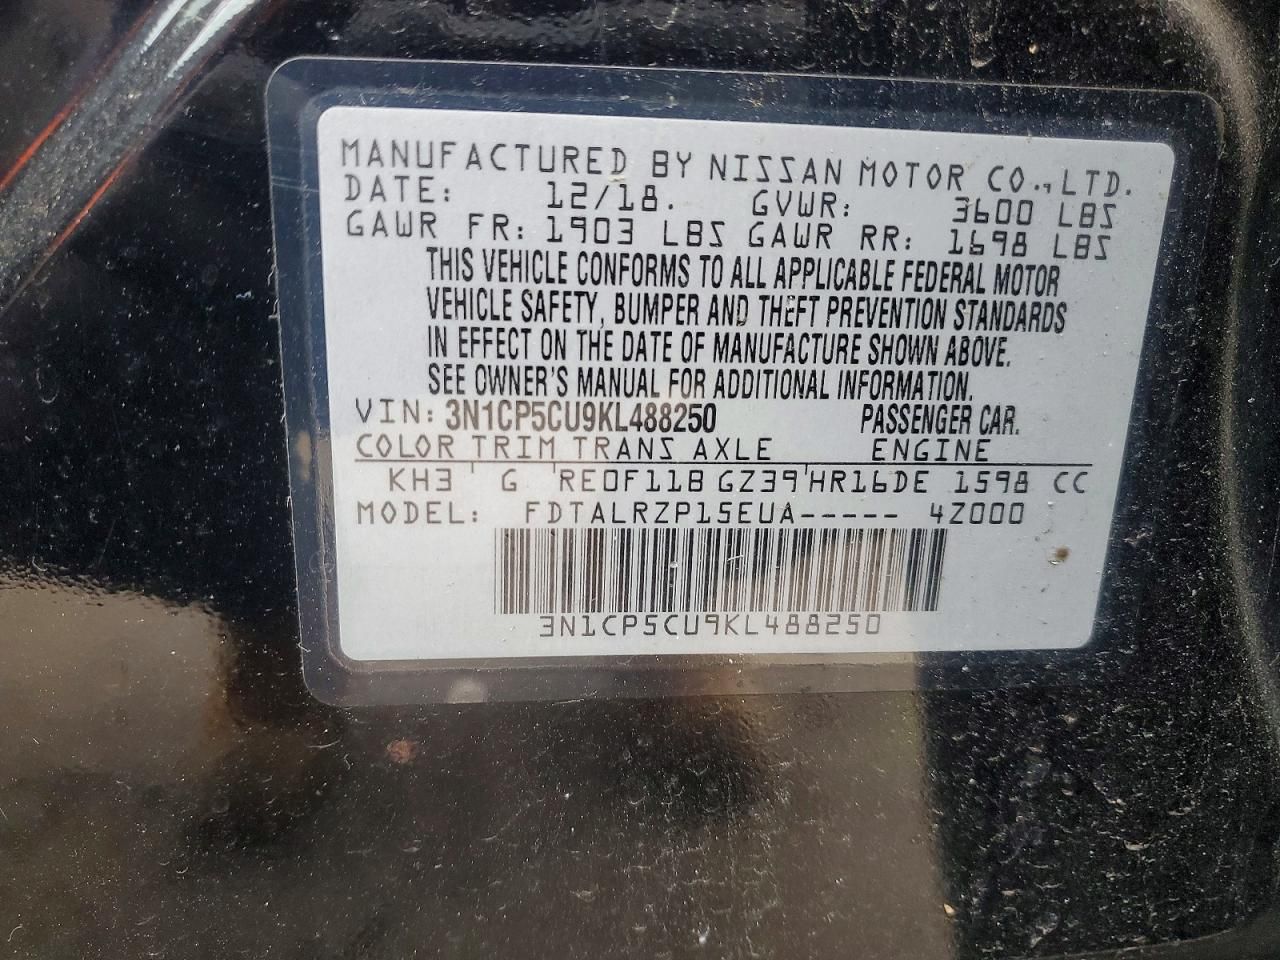 MANUFACTURED BY NISSAN MOTOR CO., LTD.
DATE: 12/18. GVWR: 3600 LBS
GAWR FR: 1903 LBS GAWR RR: 1698 LBS
THIS VEHICLE CONFORMS TO ALL APPLICABLE FEDERAL MOTOR
VEHICLE SAFETY, BUMPER AND THEFT PREVENTION STANDARDS
IN EFFECT ON THE DATE OF MANUFACTURE SHOWN ABOVE.
SEE OWNER'S MANUAL FOR ADDITIONAL INFORMATION.
VIN: 3N1CP5CU9KL488250 PASSENGER CAR.
COLOR TRIM TRANS AXLE ENGINE
KH3 G RE0F11B GZ39 HR16DE 1598 CC
MODEL: FDTALRZP15EUA----- 4Z000
3N1CP5CU9KL488250